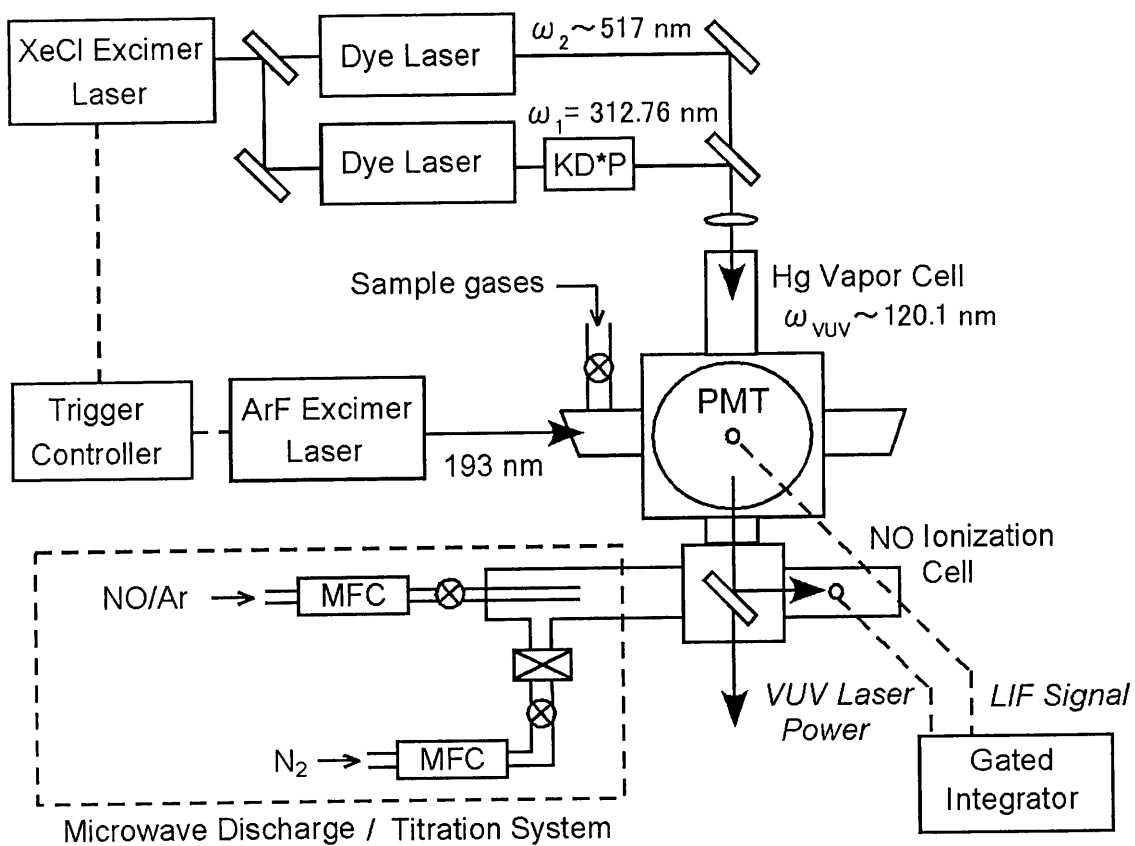 XeCl Excimer
Laser
Dye Laser
ω₂～517 nm
Dye Laser
ω₁= 312.76 nm
KD*P
Sample gases
Hg Vapor Cell
ω_VUV～120.1 nm
Trigger
Controller
ArF Excimer
Laser
193 nm
PMT
NO Ionization
Cell
NO/Ar
MFC
N₂
MFC
VUV Laser
Power
LIF Signal
Gated
Integrator
Microwave Discharge / Titration System